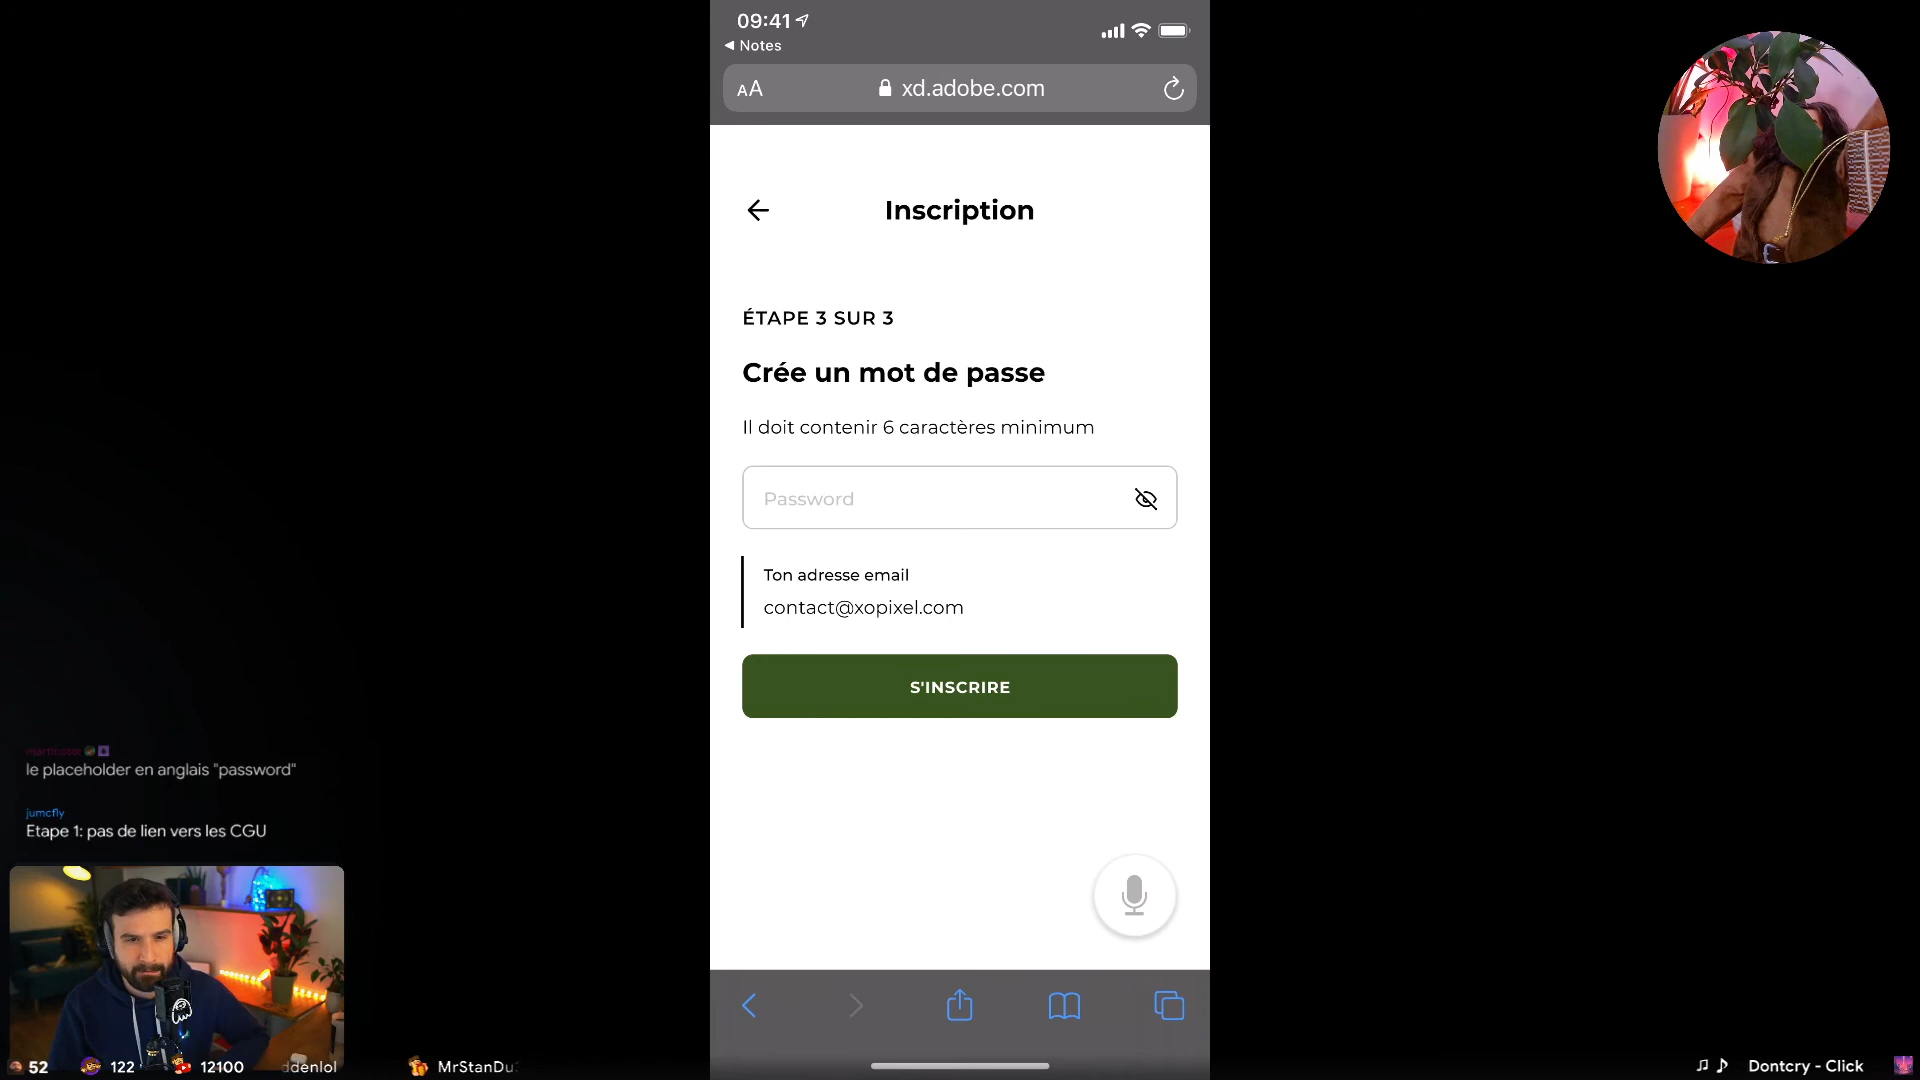 09:41
Notes
AA
xd.adobe.com
Inscription
ÉTAPE 3 SUR 3
Crée un mot de passe
Il doit contenir 6 caractères minimum
Password
Ton adresse email
contact@xopixel.com
S'INSCRIRE
le placeholder en anglais "password"
jumcfly
Etape 1: pas de lien vers les CGU
52
122
12100
ddenlol
MrStanDu
Dontcry - Click